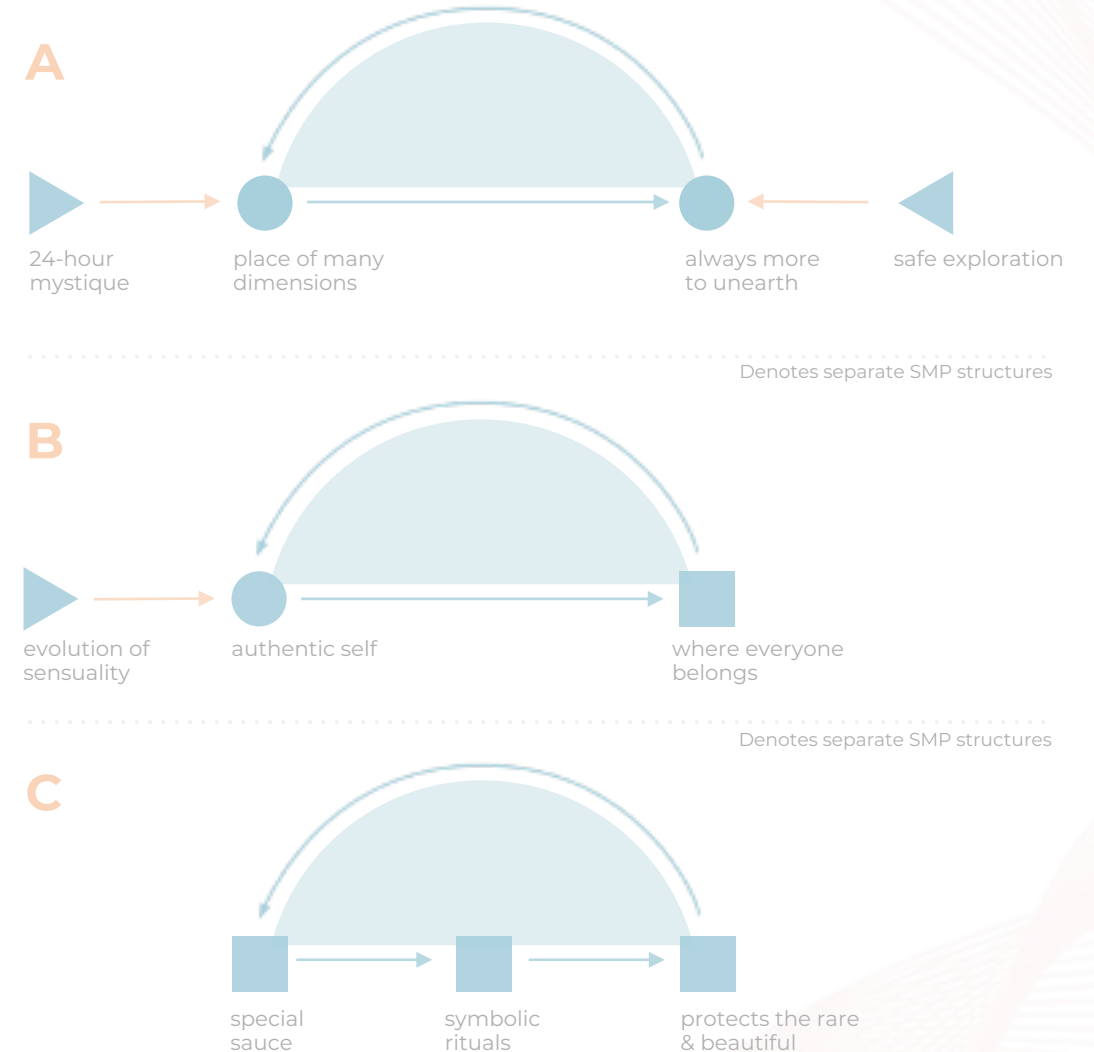 A
24-hour
mystique
place of many
dimensions
always more
to unearth
safe exploration
Denotes separate SMP structures
B
evolution of
sensuality
authentic self
where everyone
belongs
Denotes separate SMP structures
C
special
sauce
symbolic
rituals
protects the rare
& beautiful